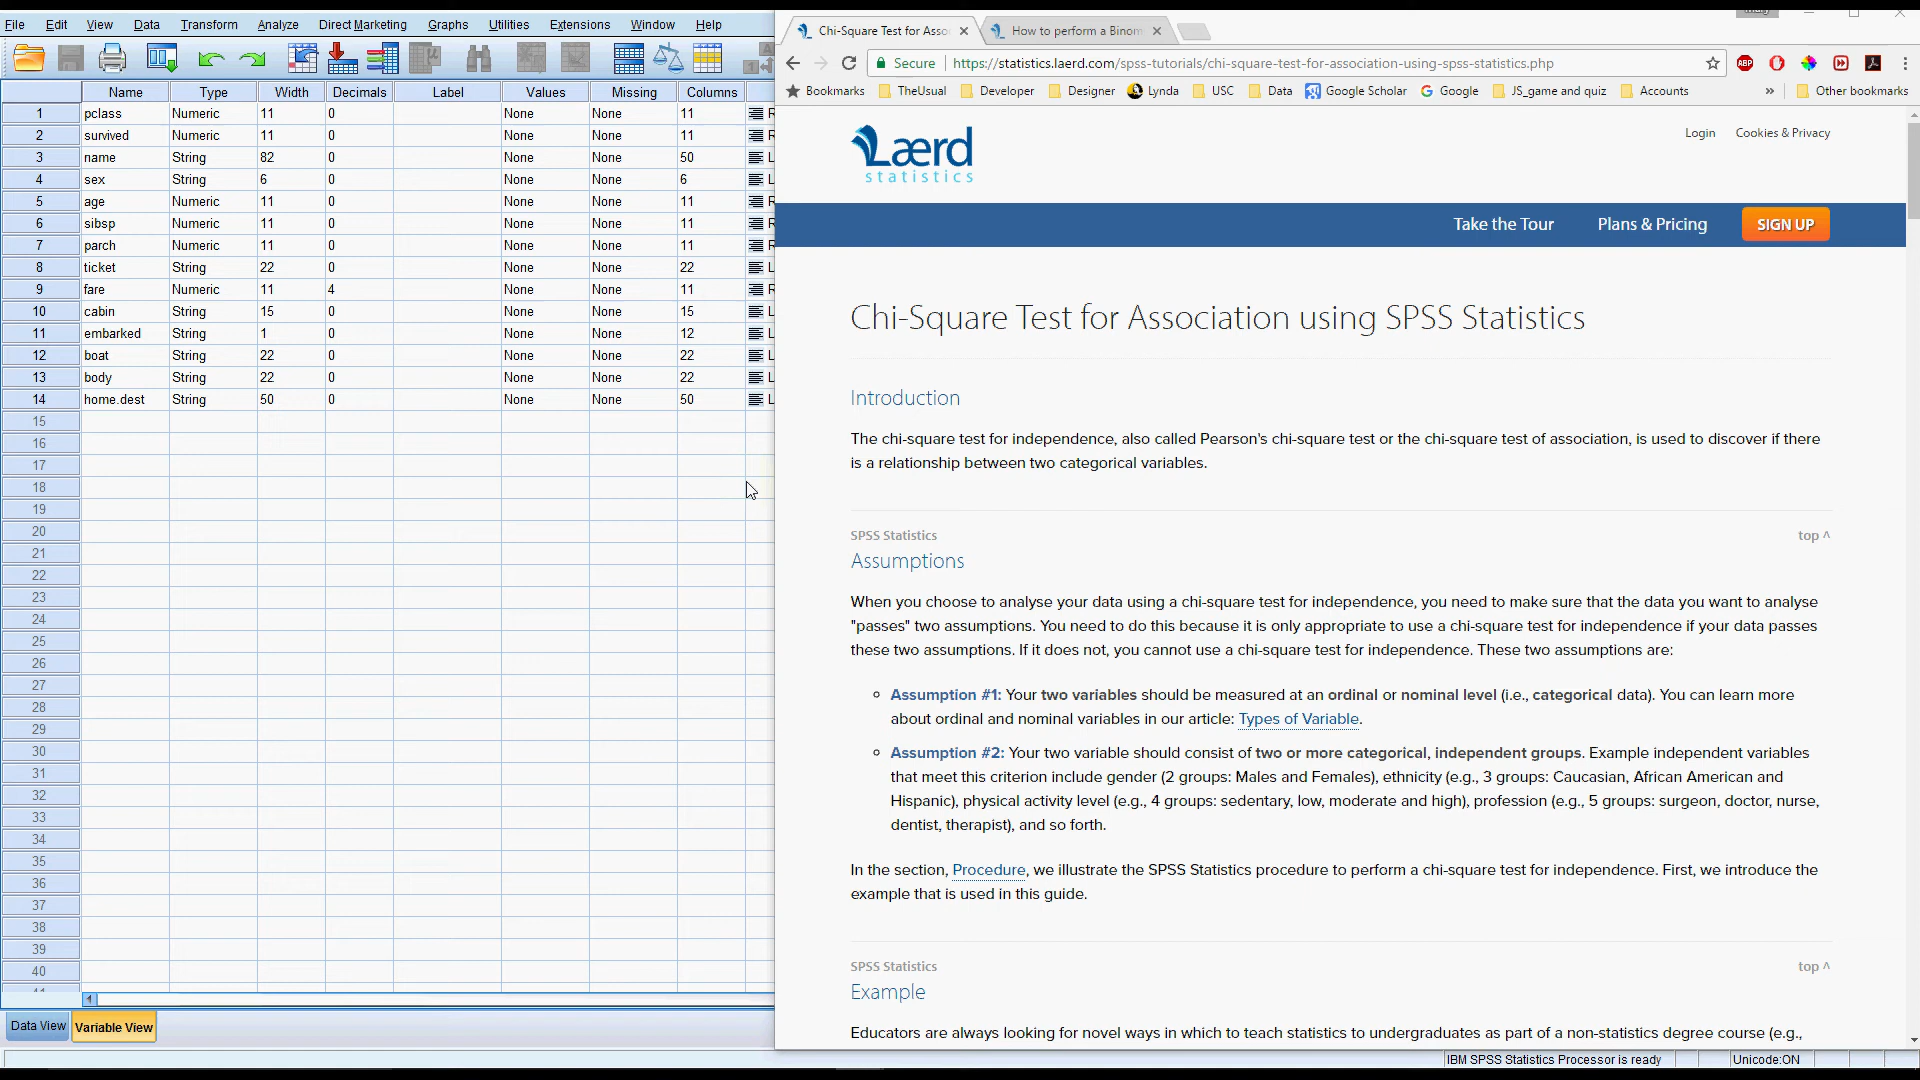 File Edit View Data Transform Analyze Direct Marketing Graphs Utilities Extensions Window Help
Name Type Width Decimals Label Values Missing Columns
1 pclass Numeric 11 0 None None 11 R
2 survived Numeric 11 0 None None 11 R
3 name String 82 0 None None 50 L
4 sex String 6 0 None None 6 L
5 age Numeric 11 0 None None 11 R
6 sibsp Numeric 11 0 None None 11 R
7 parch Numeric 11 0 None None 11 R
8 ticket String 22 0 None None 22 L
9 fare Numeric 11 4 None None 11 R
10 cabin String 15 0 None None 15 L
11 embarked String 1 0 None None 12 L
12 boat String 22 0 None None 22 L
13 body String 22 0 None None 22 L
14 home.dest String 50 0 None None 50 L
15
16
17
18
19
20
21
22
23
24
25
26
27
28
29
30
31
32
33
34
35
36
37
38
39
40
Data View Variable View
Chi-Square Test for Asso
How to perform a Binom
Secure https://statistics.laerd.com/spss-tutorials/chi-square-test-for-association-using-spss-statistics.php
ABP
Bookmarks TheUsual Developer Designer Lynda USC Data Google Scholar Google JS_game and quiz Accounts » Other bookmarks
Lærd
statistics
Login Cookies & Privacy
Take the Tour Plans & Pricing SIGN UP
Chi-Square Test for Association using SPSS Statistics
Introduction
The chi-square test for independence, also called Pearson's chi-square test or the chi-square test of association, is used to discover if there
is a relationship between two categorical variables.
SPSS Statistics top ^
Assumptions
When you choose to analyse your data using a chi-square test for independence, you need to make sure that the data you want to analyse
"passes" two assumptions. You need to do this because it is only appropriate to use a chi-square test for independence if your data passes
these two assumptions. If it does not, you cannot use a chi-square test for independence. These two assumptions are:
Assumption #1: Your two variables should be measured at an ordinal or nominal level (i.e., categorical data). You can learn more
about ordinal and nominal variables in our article: Types of Variable.
Assumption #2: Your two variable should consist of two or more categorical, independent groups. Example independent variables
that meet this criterion include gender (2 groups: Males and Females), ethnicity (e.g., 3 groups: Caucasian, African American and
Hispanic), physical activity level (e.g., 4 groups: sedentary, low, moderate and high), profession (e.g., 5 groups: surgeon, doctor, nurse,
dentist, therapist), and so forth.
In the section, Procedure, we illustrate the SPSS Statistics procedure to perform a chi-square test for independence. First, we introduce the
example that is used in this guide.
SPSS Statistics top ^
Example
Educators are always looking for novel ways in which to teach statistics to undergraduates as part of a non-statistics degree course (e.g.,
IBM SPSS Statistics Processor is ready Unicode:ON